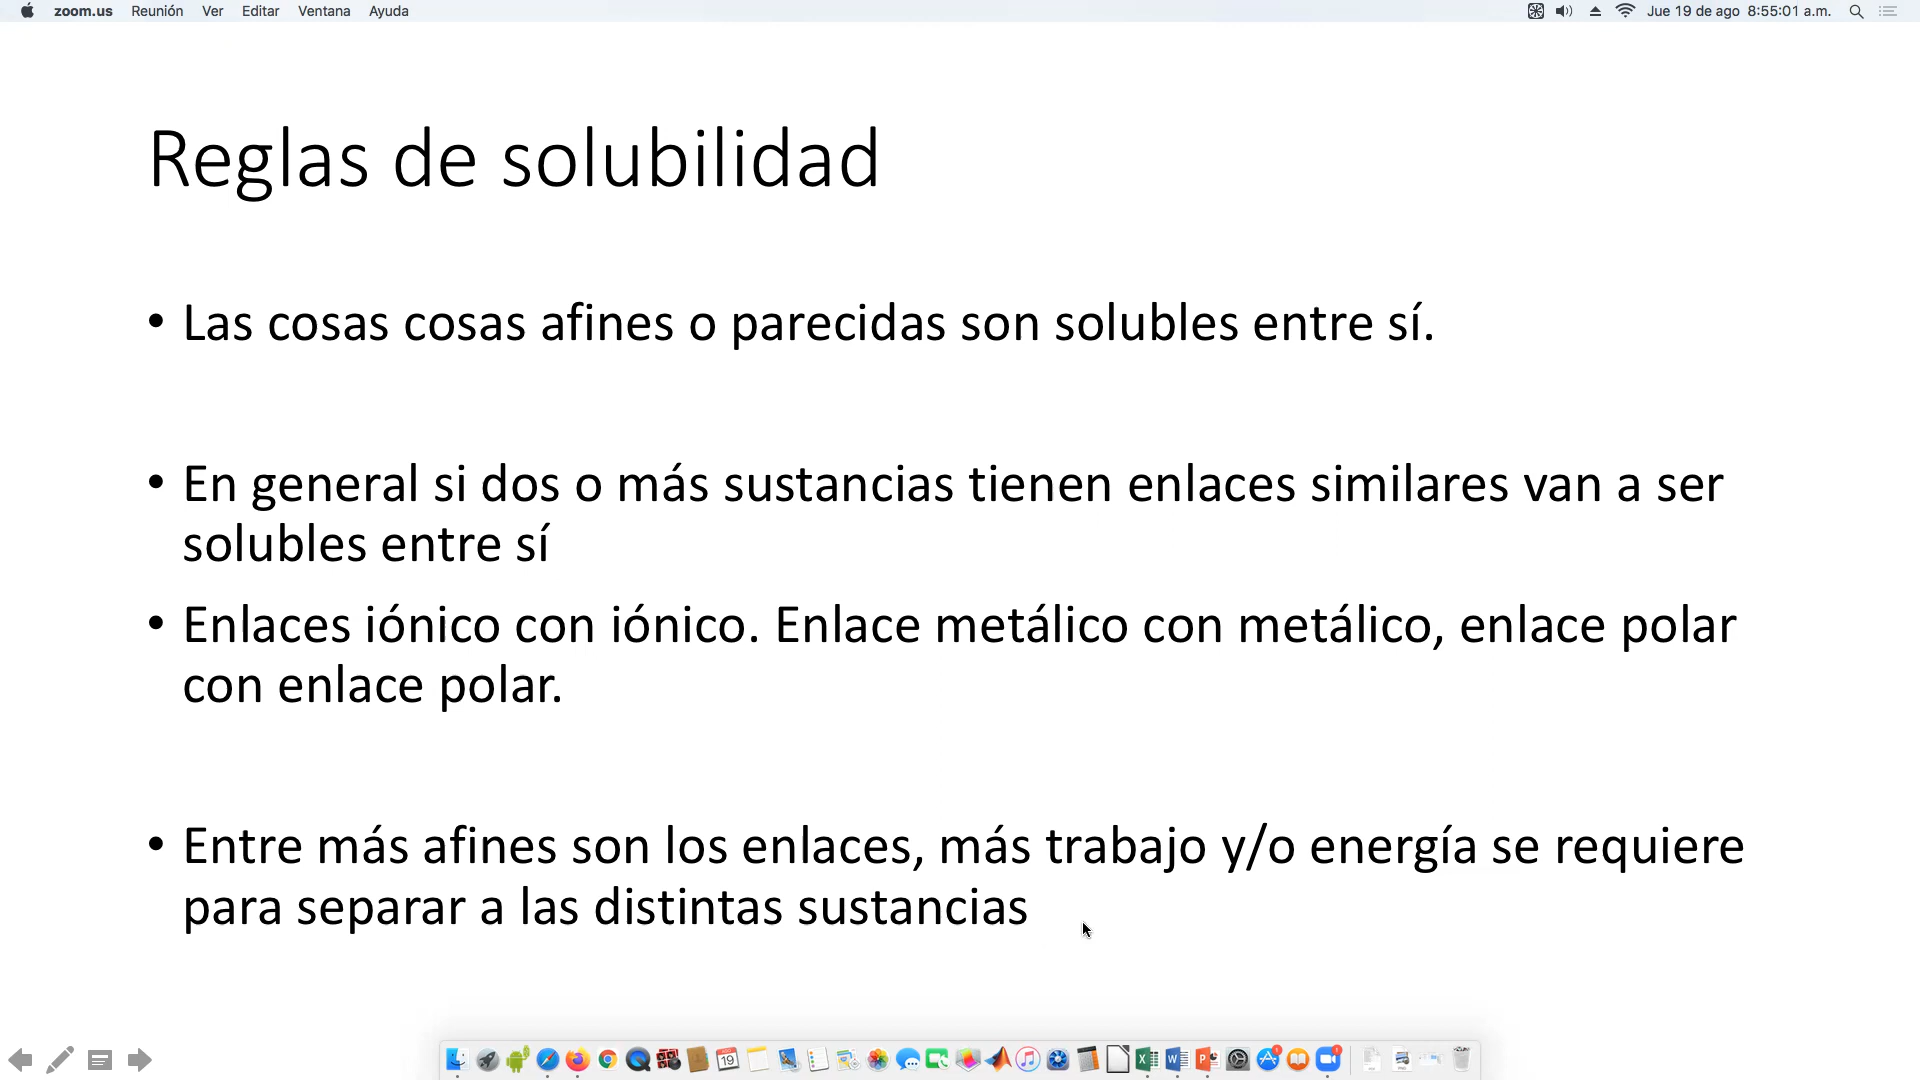 zoom.us Reunión Ver Editar Ventana Ayuda Jue 19 de ago 8:55:01 a.m.
Reglas de solubilidad
• Las cosas cosas afines o parecidas son solubles entre sí.
• En general si dos o más sustancias tienen enlaces similares van a ser
solubles entre sí
• Enlaces iónico con iónico. Enlace metálico con metálico, enlace polar
con enlace polar.
• Entre más afines son los enlaces, más trabajo y/o energía se requiere
para separar a las distintas sustancias
19